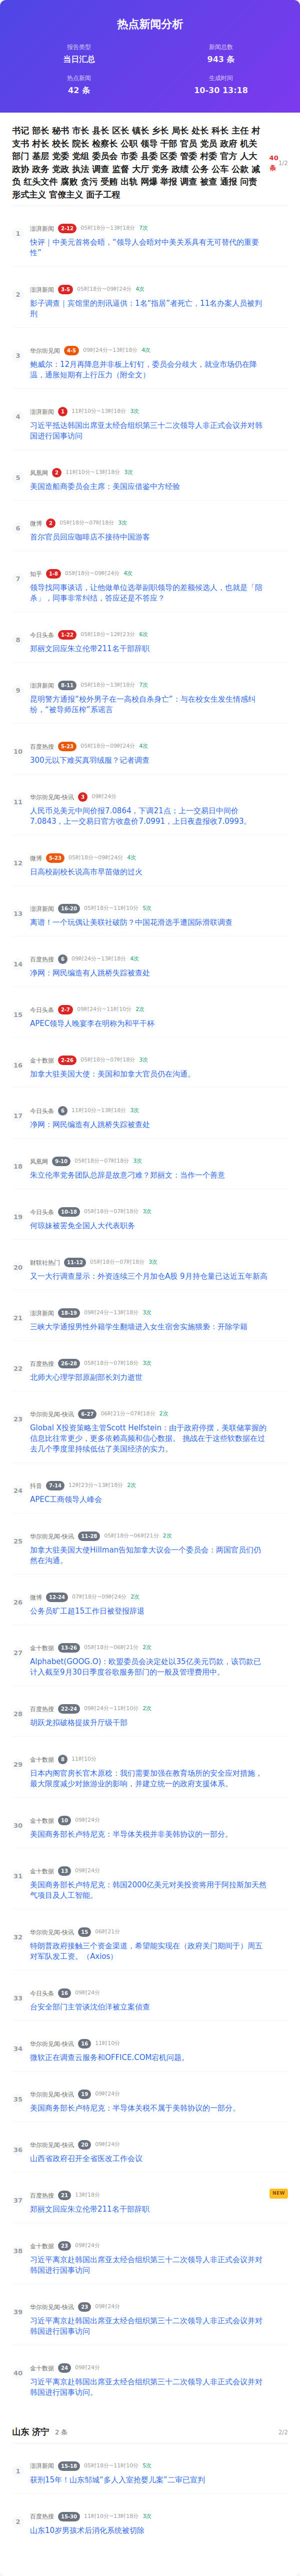 热点新闻分析
报告类型
当日汇总
新闻总数
943 条
热点新闻
42 条
生成时间
10-30 13:18
书记 部长 秘书 市长 县长 区长 镇长 乡长 局长 处长 科长 主任 村
支书 村长 校长 院长 检察长 公职 领导 干部 官员 党员 政府 机关
部门 基层 党委 党组 委员会 市委 县委 区委 管委 村委 官方 人大
政协 政务 党政 执法 调查 监督 大厅 党务 政绩 公务 公车 公款 减
负 红头文件 腐败 贪污 受贿 出轨 网爆 举报 调查 被查 通报 问责
形式主义 官僚主义 面子工程
40
条
1/2
1
澎湃新闻 2-12 05时18分~13时18分 7次
快评｜中美元首将会晤，“领导人会晤对中美关系具有无可替代的重要
性”
2
澎湃新闻 3-5 05时18分~09时24分 4次
影子调查｜宾馆里的刑讯逼供：1名“指居”者死亡，11名办案人员被判
刑
3
华尔街见闻 4-5 09时24分~13时18分 4次
鲍威尔：12月再降息并非板上钉钉，委员会分歧大，就业市场仍在降
温，通胀短期有上行压力（附全文）
4
澎湃新闻 1 11时10分~13时18分 3次
习近平抵达韩国出席亚太经合组织第三十二次领导人非正式会议并对韩
国进行国事访问
5
凤凰网 2 11时10分~13时18分 3次
美国造船商委员会主席：美国应借鉴中方经验
6
微博 2 05时18分~07时18分 3次
首尔官员回应咖啡店不接待中国游客
7
知乎 1-8 05时18分~09时24分 4次
领导找同事谈话，让他做单位选举副职领导的差额候选人，也就是「陪
杀」，同事非常纠结，答应还是不答应？
8
今日头条 1-22 05时18分~12时23分 6次
郑丽文回应朱立伦带211名干部辞职
9
澎湃新闻 8-11 05时18分~13时18分 7次
昆明警方通报“校外男子在一高校自杀身亡”：与在校女生发生情感纠
纷，“被导师压榨”系谣言
10
百度热搜 5-23 05时18分~09时24分 4次
300元以下难买真羽绒服？记者调查
11
华尔街见闻-快讯 3 09时24分
人民币兑美元中间价报7.0864，下调21点；上一交易日中间价
7.0843，上一交易日官方收盘价7.0991，上日夜盘报收7.0993。
12
微博 5-23 05时18分~09时24分 4次
日高校副校长说高市早苗做的过火
13
澎湃新闻 16-20 05时18分~11时10分 5次
离谱！一个玩偶让美联社破防？中国花滑选手遭国际滑联调查
14
百度热搜 6 09时24分~13时18分 4次
净网：网民编造有人跳桥失踪被查处
15
今日头条 2-7 09时24分~11时10分 2次
APEC领导人晚宴李在明称为和平干杯
16
金十数据 2-26 05时18分~07时18分 3次
加拿大驻美国大使：美国和加拿大官员仍在沟通。
17
今日头条 6 11时10分~13时18分 3次
净网：网民编造有人跳桥失踪被查处
18
凤凰网 9-10 05时18分~07时18分 3次
朱立伦率党务团队总辞是故意刁难？郑丽文：当作一个善意
19
今日头条 10-18 05时18分~07时18分 3次
何琼妹被罢免全国人大代表职务
20
财联社热门 11-12 05时18分~07时18分 3次
又一大行调查显示：外资连续三个月加仓A股 9月持仓量已达近五年新高
21
澎湃新闻 18-19 09时24分~13时18分 3次
三峡大学通报男性外籍学生翻墙进入女生宿舍实施猥亵：开除学籍
22
百度热搜 26-28 05时18分~07时18分 3次
北师大心理学部原副部长刘力逝世
23
华尔街见闻-快讯 6-27 06时21分~07时18分 2次
Global X投资策略主管Scott Helfstein：由于政府停摆，美联储掌握的
信息比往常更少，更多依赖高频和信心数据。 挑战在于这些软数据在过
去几个季度里持续低估了美国经济的实力。
24
抖音 7-14 12时23分~13时18分 2次
APEC工商领导人峰会
25
华尔街见闻-快讯 11-28 05时18分~06时21分 2次
加拿大驻美国大使Hillman告知加拿大议会一个委员会：两国官员们仍
然在沟通。
26
微博 12-24 07时18分~09时24分 2次
公务员旷工超15工作日被登报辞退
27
金十数据 13-26 05时18分~06时21分 2次
Alphabet(GOOG.O)：欧盟委员会决定处以35亿美元罚款，该罚款已
计入截至9月30日季度谷歌服务部门的一般及管理费用中。
28
百度热搜 22-24 09时24分~11时10分 2次
胡跃龙拟破格提拔升厅级干部
29
金十数据 8 11时10分
日本内阁官房长官木原稔：我们需要加强在教育场所的安全应对措施，
最大限度减少对旅游业的影响，并建立统一的政府支援体系。
30
金十数据 10 09时24分
美国商务部长卢特尼克：半导体关税并非美韩协议的一部分。
31
金十数据 13 09时24分
美国商务部长卢特尼克：韩国2000亿美元对美投资将用于阿拉斯加天然
气项目及人工智能。
32
华尔街见闻-快讯 15 06时21分
特朗普政府接触三个资金渠道，希望能实现在（政府关门期间于）周五
对军队发工资。（Axios）
33
今日头条 16 09时24分
台安全部门主管谈沈伯洋被立案侦查
34
华尔街见闻-快讯 16 11时10分
微软正在调查云服务和OFFICE.COM宕机问题。
35
华尔街见闻-快讯 19 09时24分
美国商务部长卢特尼克：半导体关税不属于美韩协议的一部分。
36
华尔街见闻-快讯 20 09时24分
山西省政府召开全省医改工作会议
37
百度热搜 21 13时18分
NEW
郑丽文回应朱立伦带211名干部辞职
38
金十数据 23 09时24分
习近平离京赴韩国出席亚太经合组织第三十二次领导人非正式会议并对
韩国进行国事访问
39
华尔街见闻-快讯 23 09时24分
习近平离京赴韩国出席亚太经合组织第三十二次领导人非正式会议并对
韩国进行国事访问
40
金十数据 24 09时24分
习近平离京赴韩国出席亚太经合组织第三十二次领导人非正式会议并对
韩国进行国事访问。
山东 济宁 2 条
2/2
1
澎湃新闻 15-18 05时18分~11时10分 5次
获刑15年！山东邹城“多人入室抢婴儿案”二审已宣判
2
百度热搜 15-30 11时10分~13时18分 3次
山东10岁男孩术后消化系统被切除